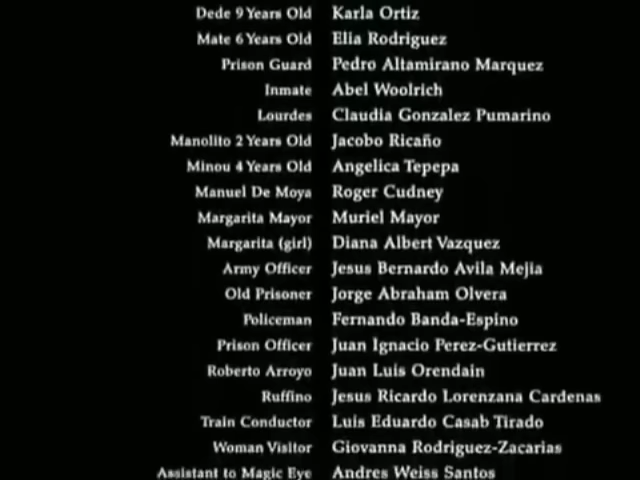 Dede 9 Years Old Karla Ortiz
Mate 6 Years Old Elia Rodriguez
Prison Guard Pedro Altamirano Marquez
Inmate Abel Woolrich
Lourdes Claudia Gonzalez Pumarino
Manolito 2 Years Old Jacobo Ricaño
Minou 4 Years Old Angelica Tepepa
Manuel De Moya Roger Cudney
Margarita Mayor Muriel Mayor
Margarita (girl) Diana Albert Vazquez
Army Officer Jesus Bernardo Avila Mejia
Old Prisoner Jorge Abraham Olvera
Policeman Fernando Banda-Espino
Prison Officer Juan Ignacio Perez-Gutierrez
Roberto Arroyo Juan Luis Orendain
Ruffino Jesus Ricardo Lorenzana Cardenas
Train Conductor Luis Eduardo Casab Tirado
Woman Visitor Giovanna Rodriguez-Zacarias
Assistant to Magic Eye Andres Weiss Santos